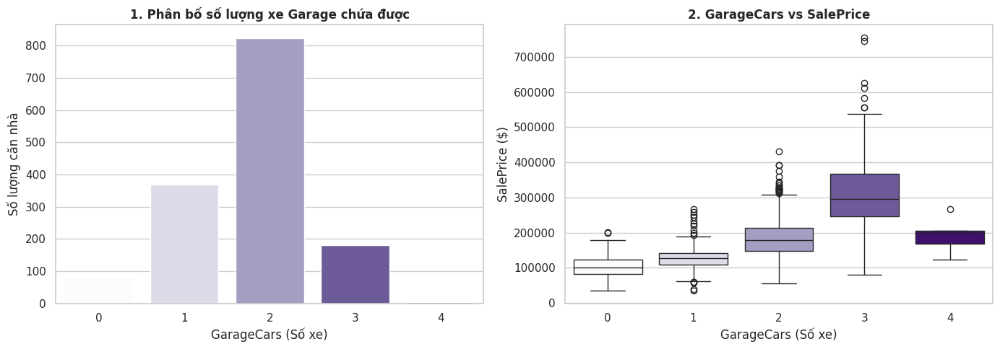 1. Phân bố số lượng xe Garage chứa được
Số lượng căn nhà
800
700
600
500
400
300
200
100
0
0 1 2 3 4
GarageCars (Số xe)
2. GarageCars vs SalePrice
SalePrice ($)
700000
600000
500000
400000
300000
200000
100000
0
0 1 2 3 4
GarageCars (Số xe)